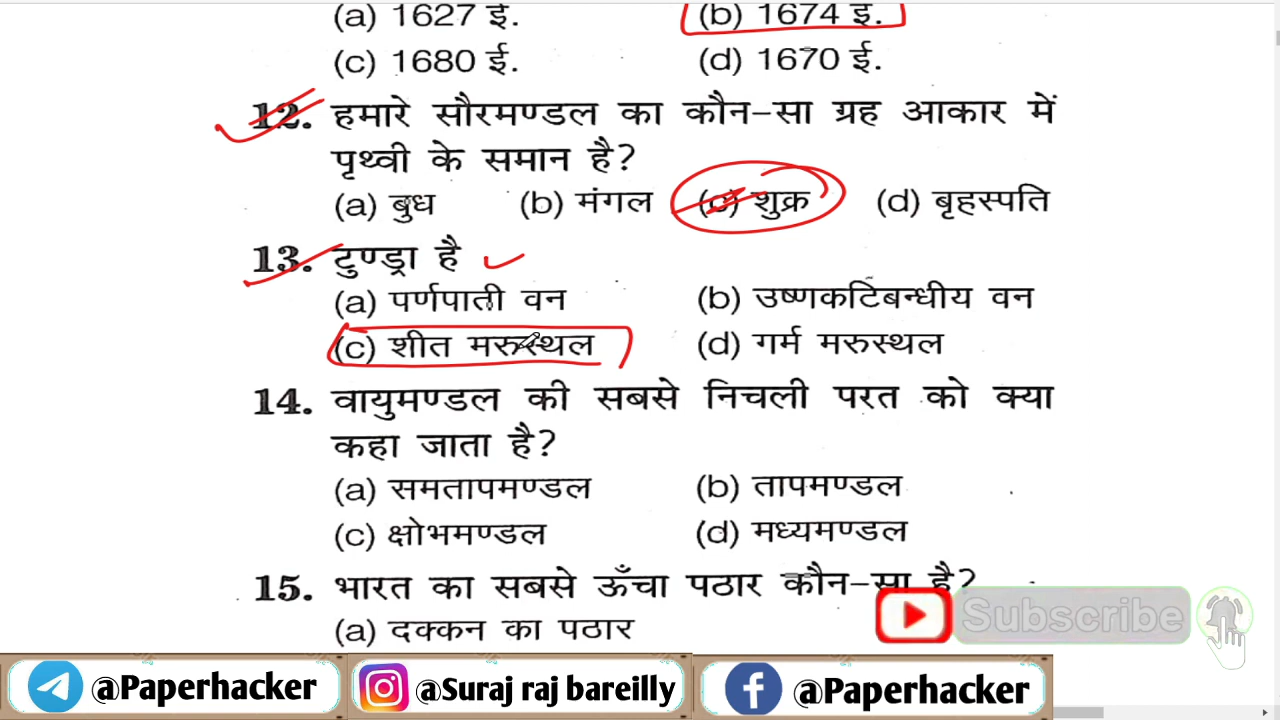 (a) 1627 ई.
(b) 1674 ई.
(c) 1680 ई.
(d) 1670 ई.
12. हमारे सौरमण्डल का कौन-सा ग्रह आकार में
पृथ्वी के समान है?
(a) बुध (b) मंगल (c) शुक्र (d) बृहस्पति
13. टुण्ड्रा है
(a) पर्णपाती वन
(b) उष्णकटिबन्धीय वन
(c) शीत मरुस्थल
(d) गर्म मरुस्थल
14. वायुमण्डल की सबसे निचली परत को क्या
कहा जाता है?
(a) समतापमण्डल
(b) तापमण्डल
(c) क्षोभमण्डल
(d) मध्यमण्डल
15. भारत का सबसे ऊँचा पठार कौन-सा है?
(a) दक्कन का पठार
Subscribe
@Paperhacker
@Suraj raj bareilly
@Paperhacker